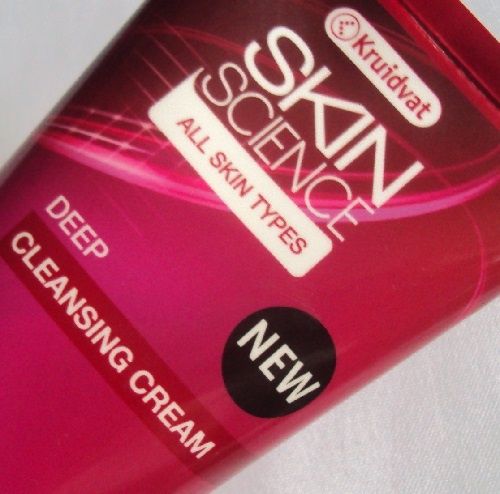 Kruidvat
SKIN
SCIENCE
ALL SKIN TYPES
DEEP
CLEANSING CREAM
NEW